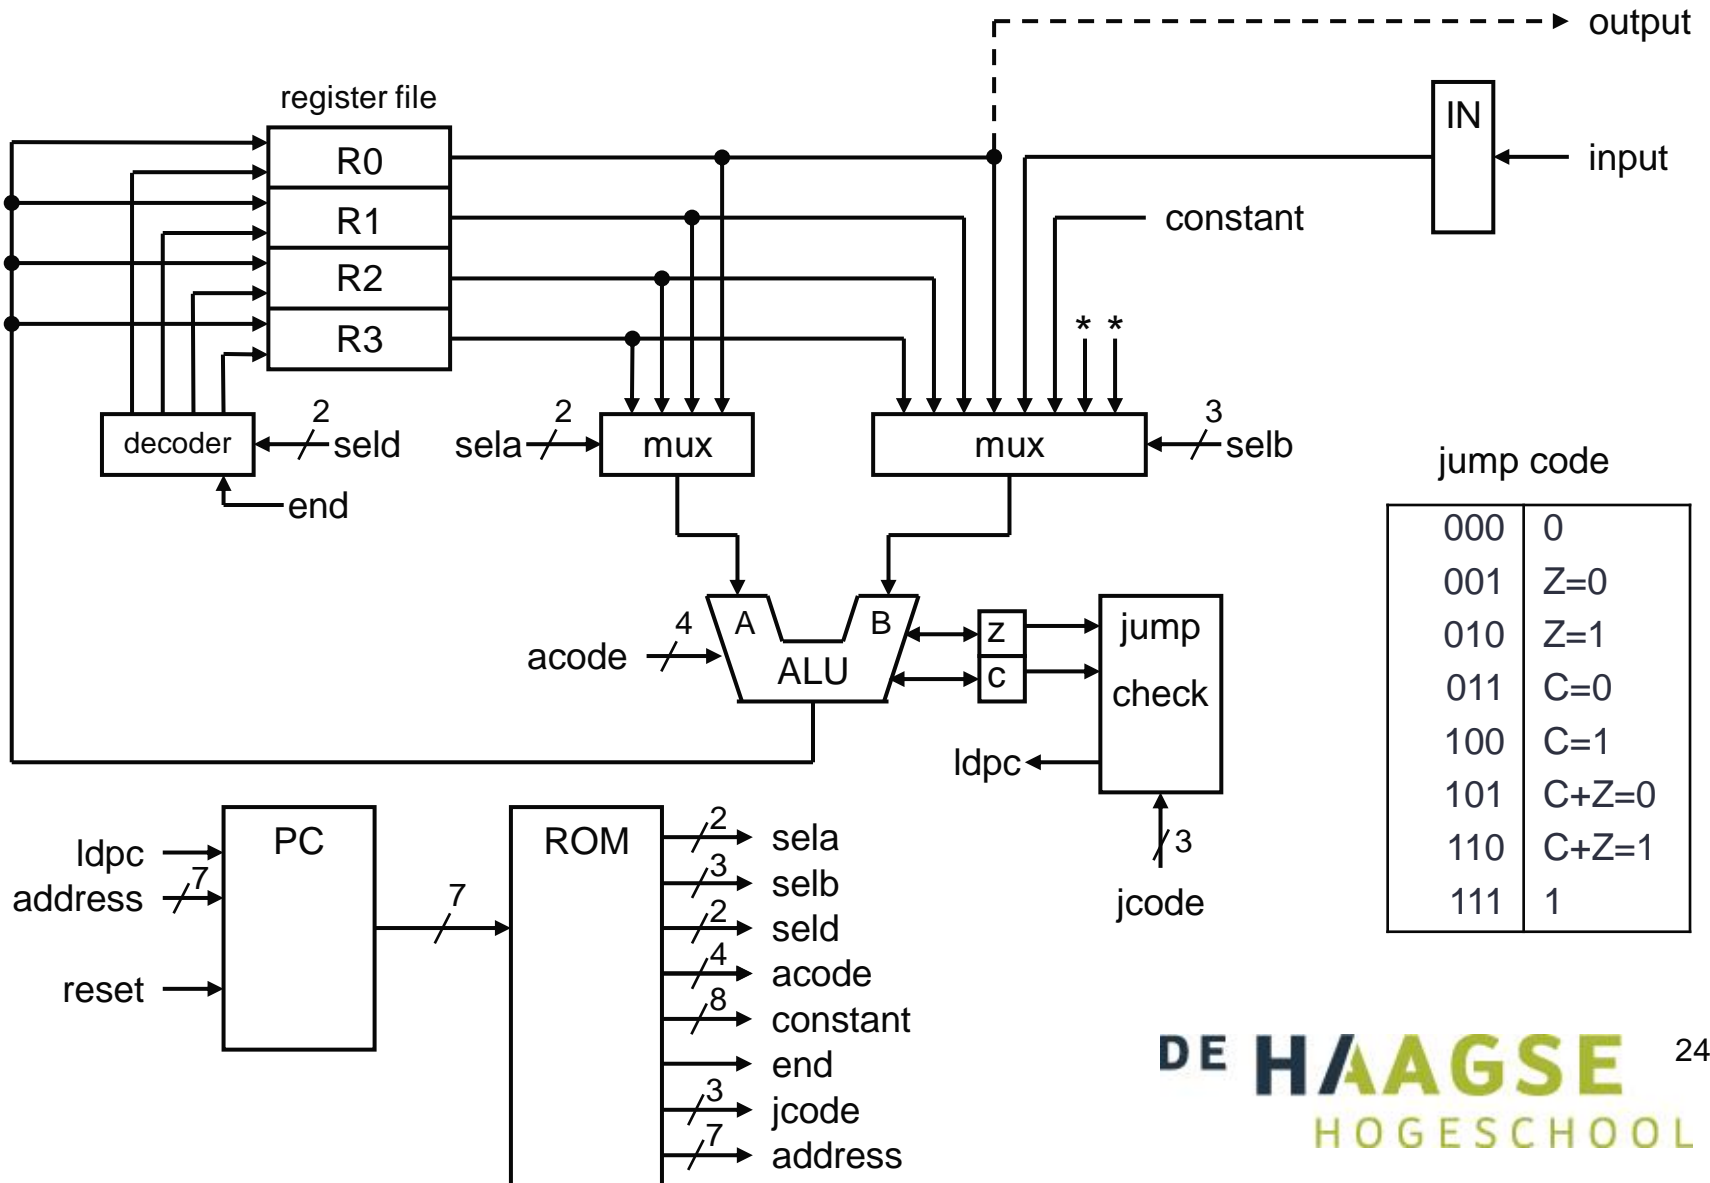 output
register file
IN
R0
input
R1
constant
R2
* *
R3
2
2
3
decoder
seld
sela
mux
mux
selb
jump code
end
000 0
001 Z=0
010 Z=1
011 C=0
100 C=1
101 C+Z=0
110 C+Z=1
111 1
4
A
B
z
jump
acode
ALU
c
check
ldpc
3
jcode
PC
ROM
ldpc
address
7
reset
7
2
sela
3
selb
2
seld
4
acode
8
constant
end
3
jcode
7
address
DE HAAGSE
HOGESCHOOL
24